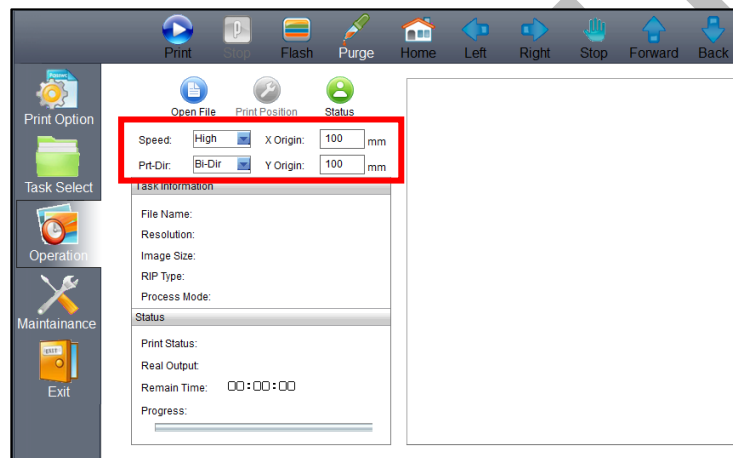 Print Stop Flash Purge Home Left Right Stop Forward Back
Print Option
Task Select
Operation
Maintainance
Exit
Open File Print Position Status
Speed: High X Origin: 100 mm
Prt-Dir: Bi-Dir Y Origin: 100 mm
Task Information
File Name:
Resolution:
Image Size:
RIP Type:
Process Mode:
Status
Print Status:
Real Output:
Remain Time: 00:00:00
Progress: